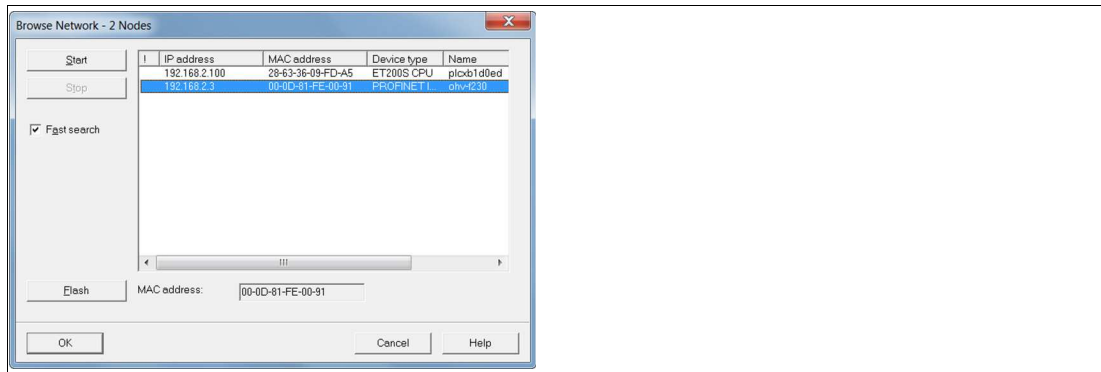 Browse Network - 2 Nodes
Start
Stop
Fast search
! IP address MAC address Device type Name
192.168.2.100 28-63-36-09-FD-A5 ET200S CPU plcxb1d0ed
192.168.2.3 00-0D-81-FE-00-91 PROFINET I... ohv-f230
Flash
MAC address: 00-0D-81-FE-00-91
OK Cancel Help